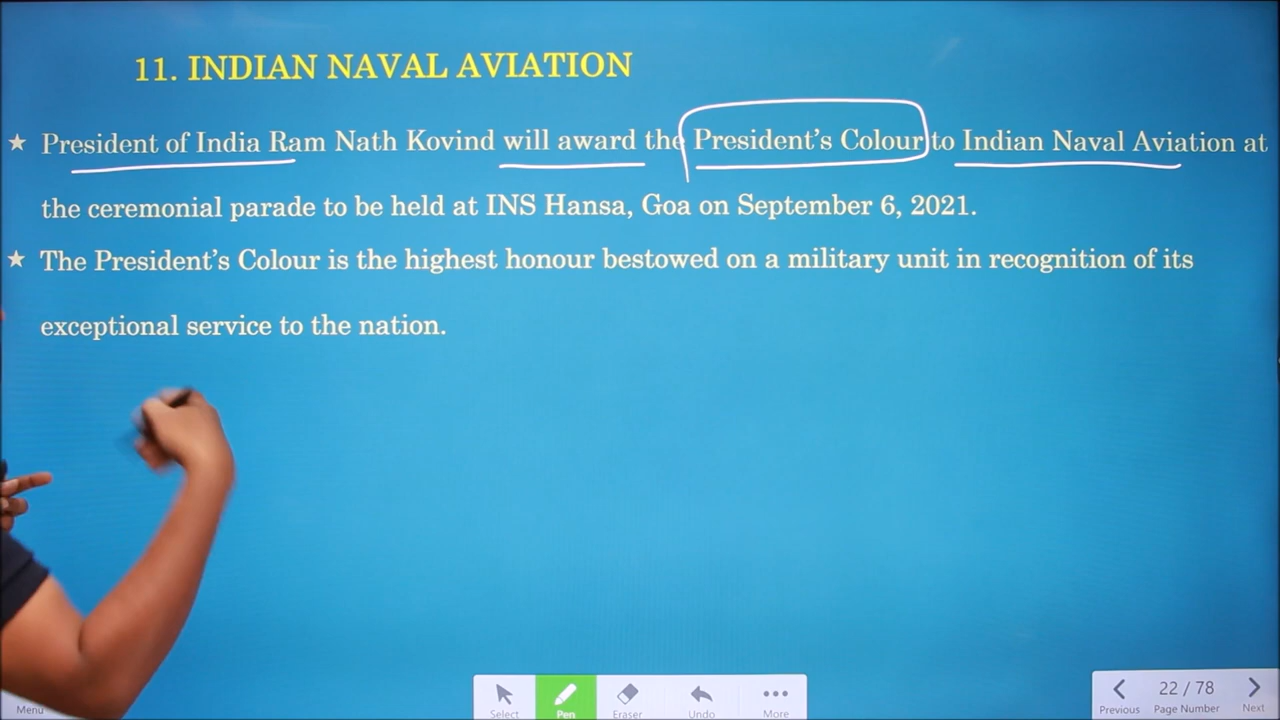 11. INDIAN NAVAL AVIATION
★ President of India Ram Nath Kovind will award the President's Colour to Indian Naval Aviation at
the ceremonial parade to be held at INS Hansa, Goa on September 6, 2021.
★ The President's Colour is the highest honour bestowed on a military unit in recognition of its
exceptional service to the nation.
Menu
Select
Pen
Eraser
Undo
More
Previous
22 / 78
Page Number
Next